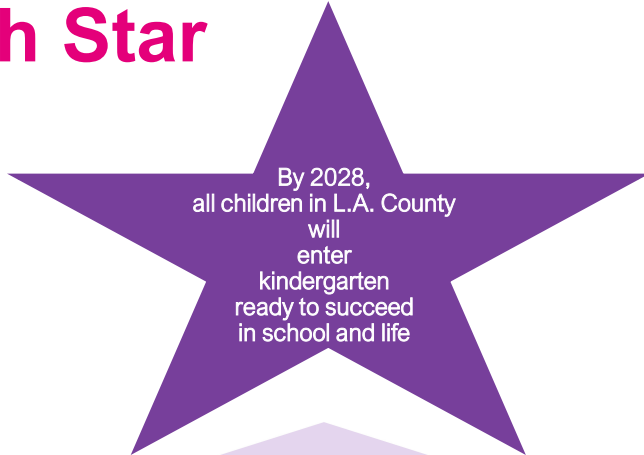 h Star
By 2028,
all children in L.A. County
will
enter
kindergarten
ready to succeed
in school and life